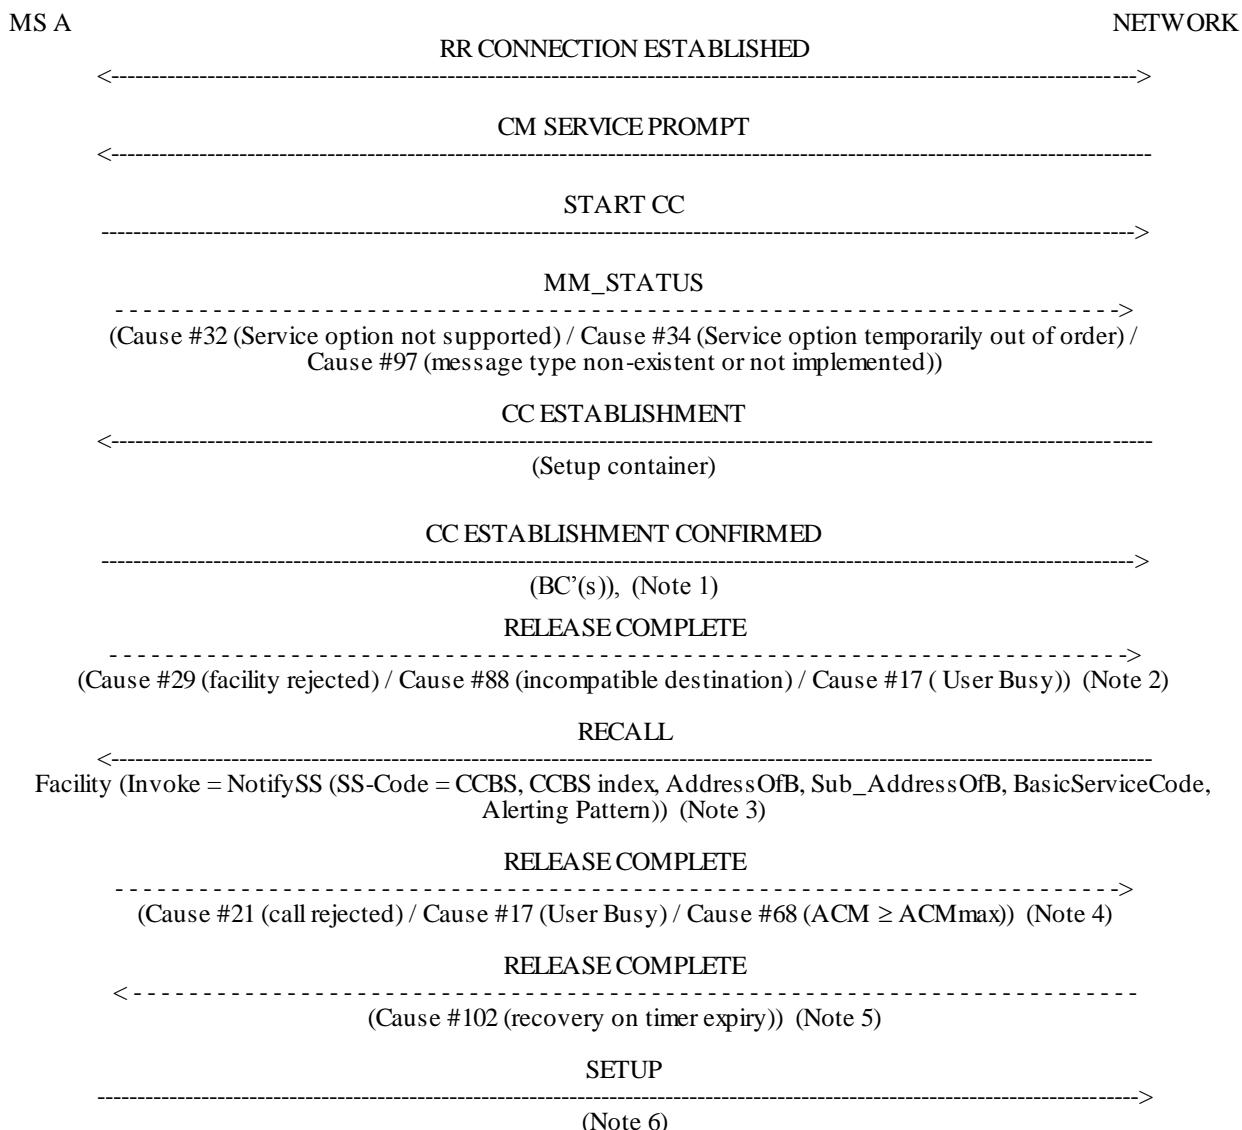 MS A NETWORK
RR CONNECTION ESTABLISHED
<------------------------------------------------------------------>
CM SERVICE PROMPT
<------------------------------------------------------------------
START CC
------------------------------------------------------------------>
MM_STATUS
- - - - - - - - - - - - - - - - - - - - - - - - - - - - - - - - - ->
(Cause #32 (Service option not supported) / Cause #34 (Service option temporarily out of order) /
Cause #97 (message type non-existent or not implemented))
CC ESTABLISHMENT
<------------------------------------------------------------------
(Setup container)
CC ESTABLISHMENT CONFIRMED
------------------------------------------------------------------>
(BC’(s)), (Note 1)
RELEASE COMPLETE
- - - - - - - - - - - - - - - - - - - - - - - - - - - - - - - - - ->
(Cause #29 (facility rejected) / Cause #88 (incompatible destination) / Cause #17 ( User Busy)) (Note 2)
RECALL
<------------------------------------------------------------------
Facility (Invoke = NotifySS (SS-Code = CCBS, CCBS index, AddressOfB, Sub_AddressOfB, BasicServiceCode,
Alerting Pattern)) (Note 3)
RELEASE COMPLETE
- - - - - - - - - - - - - - - - - - - - - - - - - - - - - - - - - ->
(Cause #21 (call rejected) / Cause #17 (User Busy) / Cause #68 (ACM ≥ ACMmax)) (Note 4)
RELEASE COMPLETE
< - - - - - - - - - - - - - - - - - - - - - - - - - - - - - - - - -
(Cause #102 (recovery on timer expiry)) (Note 5)
SETUP
------------------------------------------------------------------>
(Note 6)